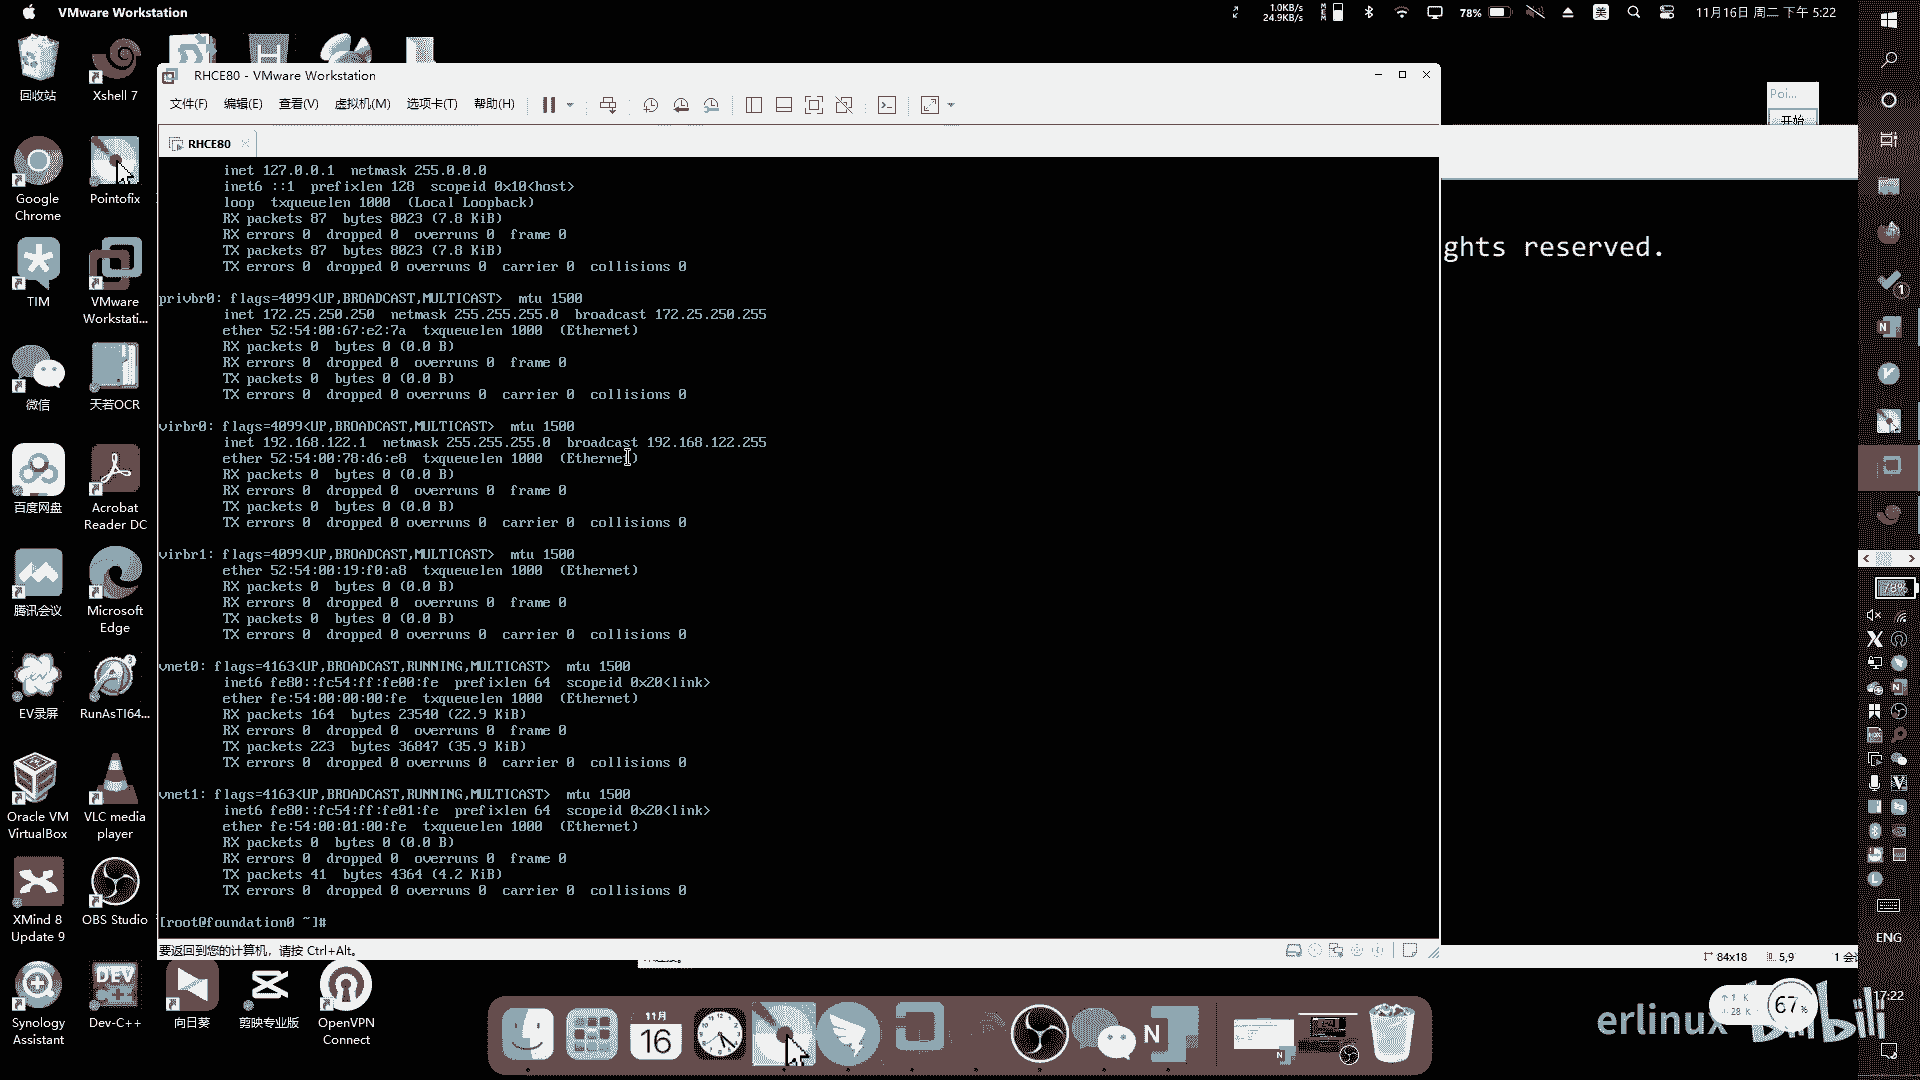 VMware Workstation
1.0KB/s
24.9KB/s
78%
美
11月16日 周二 下午 5:22
回收站
Xshell 7
Google Chrome
Pointofix
TIM
VMware Workstati...
微信
天若OCR
百度网盘
Acrobat Reader DC
腾讯会议
Microsoft Edge
EV录屏
RunAsTI64...
Oracle VM VirtualBox
VLC media player
XMind 8 Update 9
OBS Studio
Synology Assistant
Dev-C++
向日葵
剪映专业版
OpenVPN Connect
RHCE80 - VMware Workstation
文件(F) 编辑(E) 查看(V) 虚拟机(M) 选项卡(T) 帮助(H)
RHCE80
inet 127.0.0.1 netmask 255.0.0.0
inet6 ::1 prefixlen 128 scopeid 0x10<host>
loop txqueuelen 1000 (Local Loopback)
RX packets 87 bytes 8023 (7.8 KiB)
RX errors 0 dropped 0 overruns 0 frame 0
TX packets 87 bytes 8023 (7.8 KiB)
TX errors 0 dropped 0 overruns 0 carrier 0 collisions 0
privbr0: flags=4099<UP,BROADCAST,MULTICAST> mtu 1500
inet 172.25.250.250 netmask 255.255.255.0 broadcast 172.25.250.255
ether 52:54:00:67:e2:7a txqueuelen 1000 (Ethernet)
RX packets 0 bytes 0 (0.0 B)
RX errors 0 dropped 0 overruns 0 frame 0
TX packets 0 bytes 0 (0.0 B)
TX errors 0 dropped 0 overruns 0 carrier 0 collisions 0
virbr0: flags=4099<UP,BROADCAST,MULTICAST> mtu 1500
inet 192.168.122.1 netmask 255.255.255.0 broadcast 192.168.122.255
ether 52:54:00:78:d6:e8 txqueuelen 1000 (Ethernet)
RX packets 0 bytes 0 (0.0 B)
RX errors 0 dropped 0 overruns 0 frame 0
TX packets 0 bytes 0 (0.0 B)
TX errors 0 dropped 0 overruns 0 carrier 0 collisions 0
virbr1: flags=4099<UP,BROADCAST,MULTICAST> mtu 1500
ether 52:54:00:19:f0:a8 txqueuelen 1000 (Ethernet)
RX packets 0 bytes 0 (0.0 B)
RX errors 0 dropped 0 overruns 0 frame 0
TX packets 0 bytes 0 (0.0 B)
TX errors 0 dropped 0 overruns 0 carrier 0 collisions 0
vnet0: flags=4163<UP,BROADCAST,RUNNING,MULTICAST> mtu 1500
inet6 fe80::fc54:ff:fe00:fe prefixlen 64 scopeid 0x20<link>
ether fe:54:00:00:00:fe txqueuelen 1000 (Ethernet)
RX packets 164 bytes 23540 (22.9 KiB)
RX errors 0 dropped 0 overruns 0 frame 0
TX packets 223 bytes 36847 (35.9 KiB)
TX errors 0 dropped 0 overruns 0 carrier 0 collisions 0
vnet1: flags=4163<UP,BROADCAST,RUNNING,MULTICAST> mtu 1500
inet6 fe80::fc54:ff:fe01:fe prefixlen 64 scopeid 0x20<link>
ether fe:54:00:01:00:fe txqueuelen 1000 (Ethernet)
RX packets 0 bytes 0 (0.0 B)
RX errors 0 dropped 0 overruns 0 frame 0
TX packets 41 bytes 4364 (4.2 KiB)
TX errors 0 dropped 0 overruns 0 carrier 0 collisions 0
[root@foundation0 ~]#
要返回到您的计算机，请按 Ctrl+Alt。
Poi...
开始
ghts reserved.
84x18
5,9
78%
ENG
17:22
67%
erlinux
bilibili
11月
16